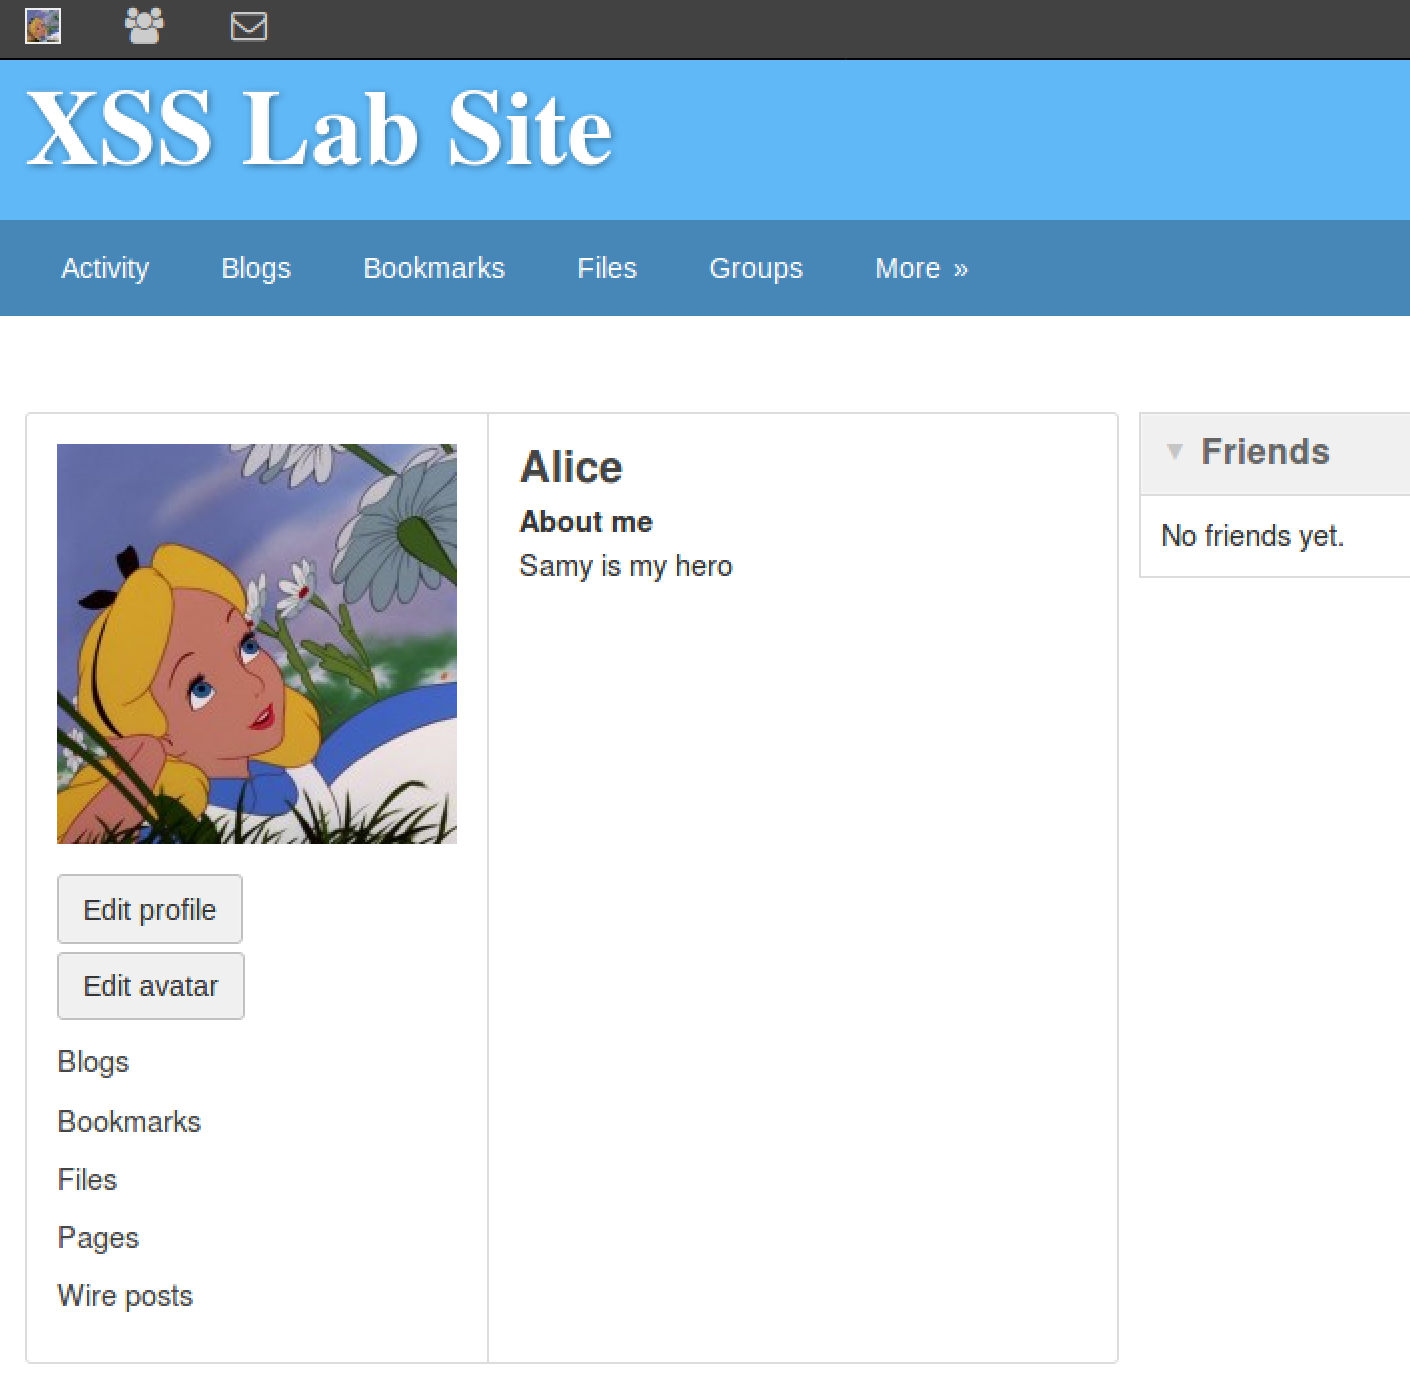 XSS Lab Site
Activity Blogs Bookmarks Files Groups More »
Alice
About me
Samy is my hero
Edit profile
Edit avatar
Blogs
Bookmarks
Files
Pages
Wire posts
Friends
No friends yet.